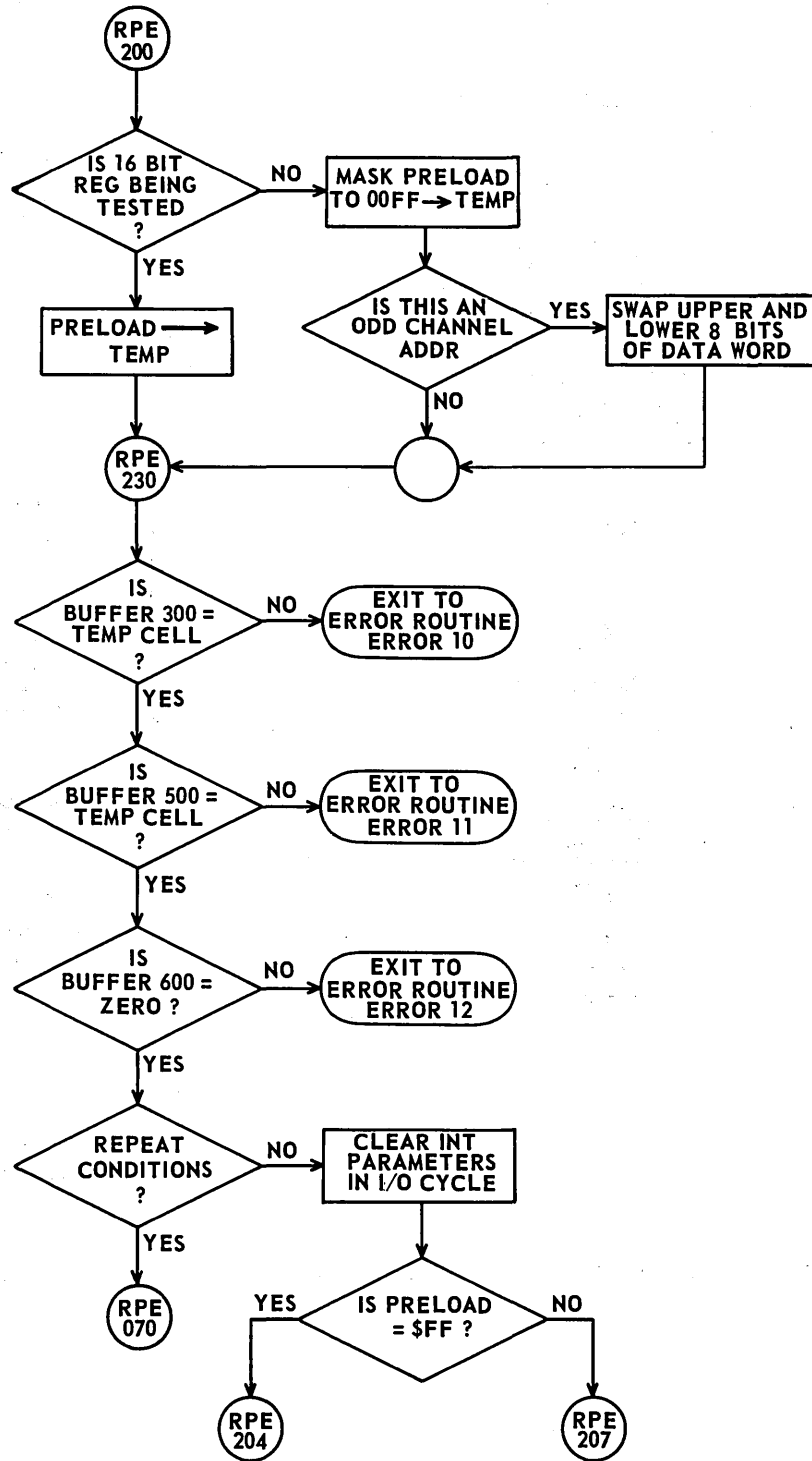 RPE
200
IS 16 BIT
REG BEING
TESTED
?
NO
MASK PRELOAD
TO 00FF→TEMP
YES
IS THIS AN
ODD CHANNEL
ADDR
YES
SWAP UPPER AND
LOWER 8 BITS
OF DATA WORD
PRELOAD→
TEMP
NO
RPE
230
IS
BUFFER 300 =
TEMP CELL
?
NO
EXIT TO
ERROR ROUTINE
ERROR 10
YES
IS
BUFFER 500 =
TEMP CELL
?
NO
EXIT TO
ERROR ROUTINE
ERROR 11
YES
IS
BUFFER 600 =
ZERO ?
NO
EXIT TO
ERROR ROUTINE
ERROR 12
YES
REPEAT
CONDITIONS
?
NO
CLEAR INT
PARAMETERS
IN I/O CYCLE
YES
RPE
070
YES
IS PRELOAD
= $FF ?
NO
RPE
204
RPE
207